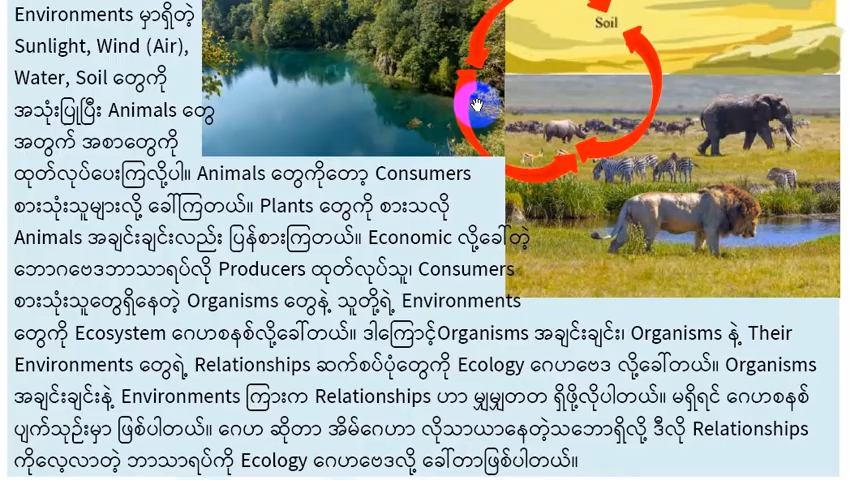 Environments မှာရှိတဲ့
Sunlight, Wind (Air),
Water, Soil တွေကို
အသုံးပြုပြီး Animals တွေ
အတွက် အစာတွေကို
ထုတ်လုပ်ပေးကြလို့ပါ။ Animals တွေကိုတော့ Consumers
စားသုံးသူများလို့ ခေါ်ကြတယ်။ Plants တွေကို စားသလို
Animals အချင်းချင်းလည်း ပြန်စားကြတယ်။ Economic လို့ခေါ်တဲ့
ဘောဂဗေဒဘာသာရပ်လို Producers ထုတ်လုပ်သူ၊ Consumers
စားသုံးသူတွေရှိနေတဲ့ Organisms တွေနဲ့ သူတို့ရဲ့ Environments
တွေကို Ecosystem ဂေဟစနစ်လို့ခေါ်တယ်။ ဒါကြောင့်Organisms အချင်းချင်း၊ Organisms နဲ့ Their
Environments တွေရဲ့ Relationships ဆက်စပ်ပုံတွေကို Ecology ဂေဟဗေဒ လို့ခေါ်တယ်။ Organisms
အချင်းချင်းနဲ့ Environments ကြားက Relationships ဟာ မျှမျှတတ ရှိဖို့လိုပါတယ်။ မရှိရင် ဂေဟစနစ်
ပျက်သုဉ်းမှာ ဖြစ်ပါတယ်။ ဂေဟ ဆိုတာ အိမ်ဂေဟာ လိုသာယာနေတဲ့သဘောရှိလို့ ဒီလို Relationships
ကိုလေ့လာတဲ့ ဘာသာရပ်ကို Ecology ဂေဟဗေဒလို့ ခေါ်တာဖြစ်ပါတယ်။
Soil